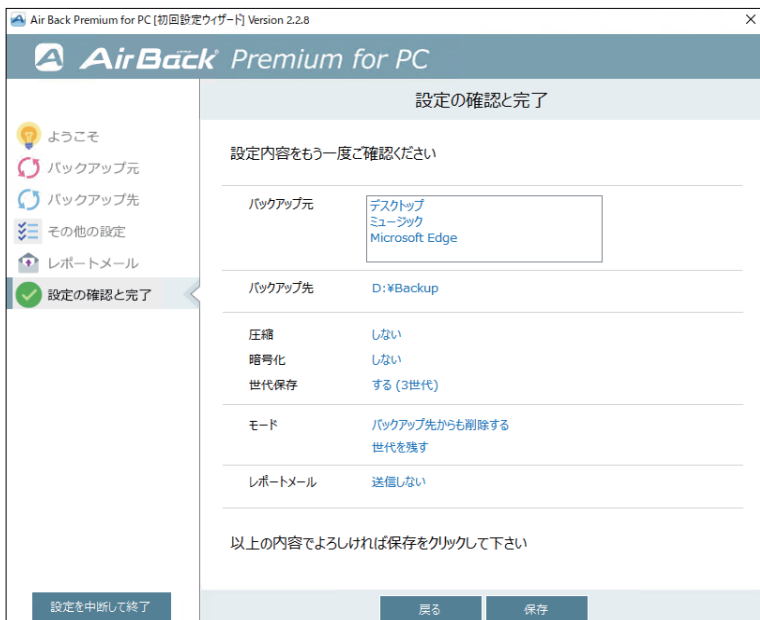 Air Back Premium for PC [初回設定ウィザード] Version 2.2.8
AirBack Premium for PC
設定の確認と完了
ようこそ
バックアップ元
バックアップ先
その他の設定
レポートメール
設定の確認と完了
設定内容をもう一度ご確認ください
バックアップ元
デスクトップ
ミュージック
Microsoft Edge
バックアップ先 D:¥Backup
圧縮 しない
暗号化 しない
世代保存 する (3世代)
モード バックアップ先からも削除する
世代を残す
レポートメール 送信しない
以上の内容でよろしければ保存をクリックして下さい
設定を中断して終了 戻る 保存